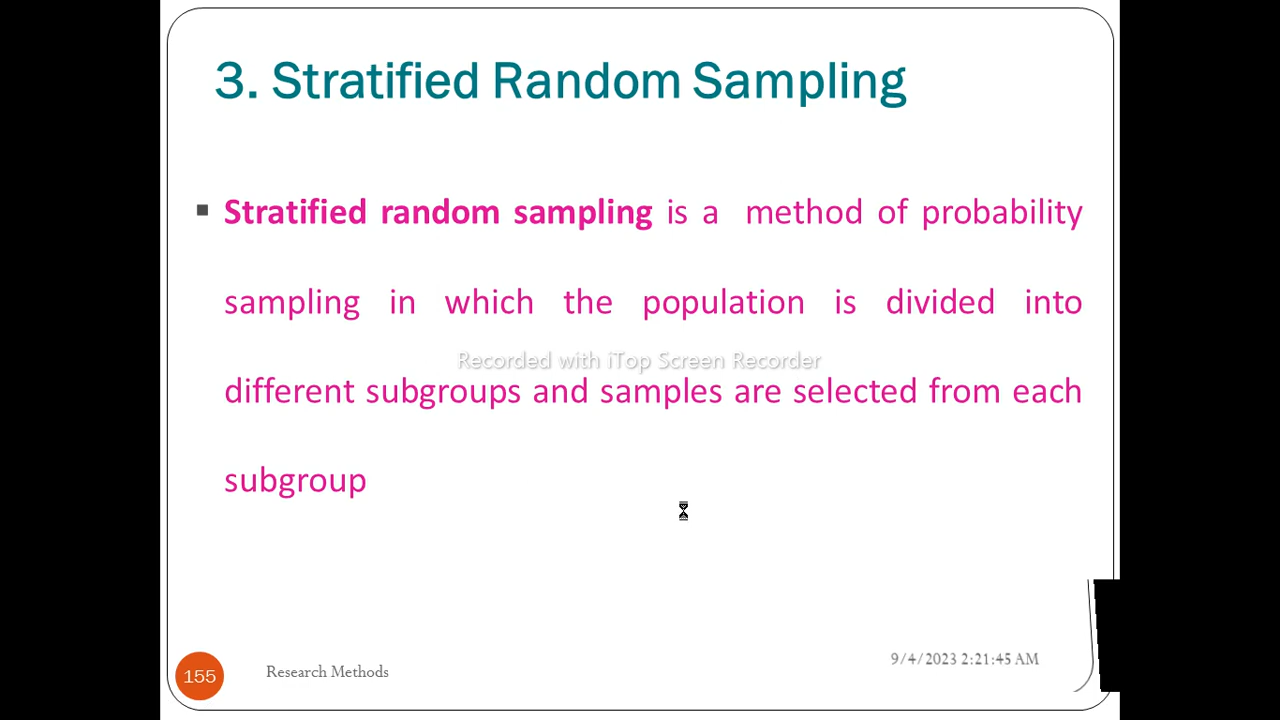 3. Stratified Random Sampling
▪ Stratified random sampling is a method of probability
sampling in which the population is divided into
Recorded with iTop Screen Recorder
different subgroups and samples are selected from each
subgroup
9/4/2023 2:21:45 AM
155 Research Methods